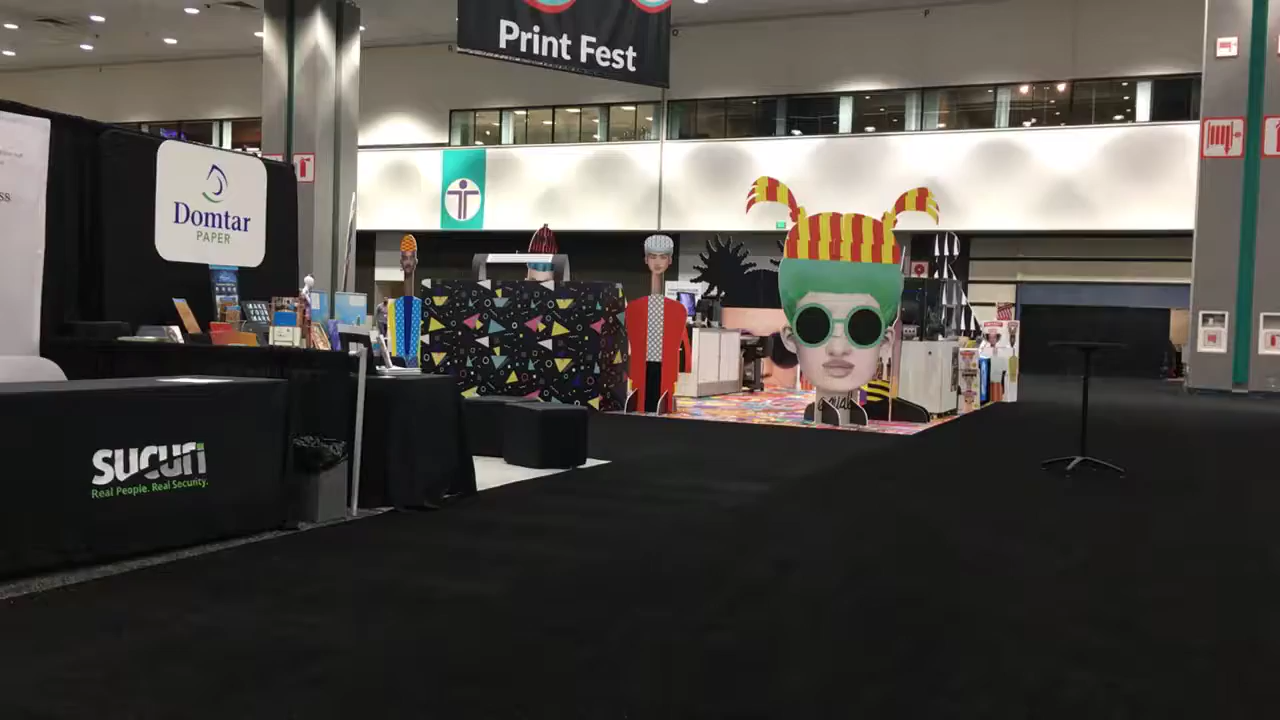 Print Fest
Domtar
PAPER
sucuri
Real People. Real Security.